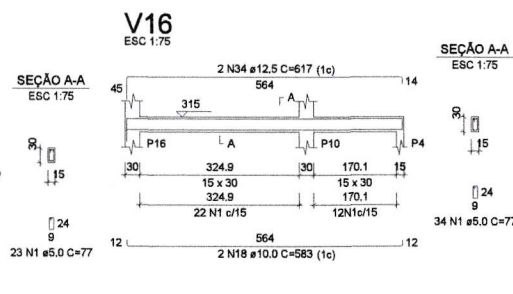 V16
ESC 1:75
SEÇÃO A-A
ESC 1:75
30
15
24
9
23 N1 ø5.0 C=77
2 N34 ø12,5 C=617 (1c)
45
564
14
A
315
A
P16
P10
P4
30
324.9
30
170.1
15
15 x 30
15 x 30
324.9
170.1
22 N1 c/15
12N1c/15
12
564
12
2 N18 ø10.0 C=583 (1c)
SEÇÃO A-A
ESC 1:75
30
15
24
9
34 N1 ø5.0 C=77